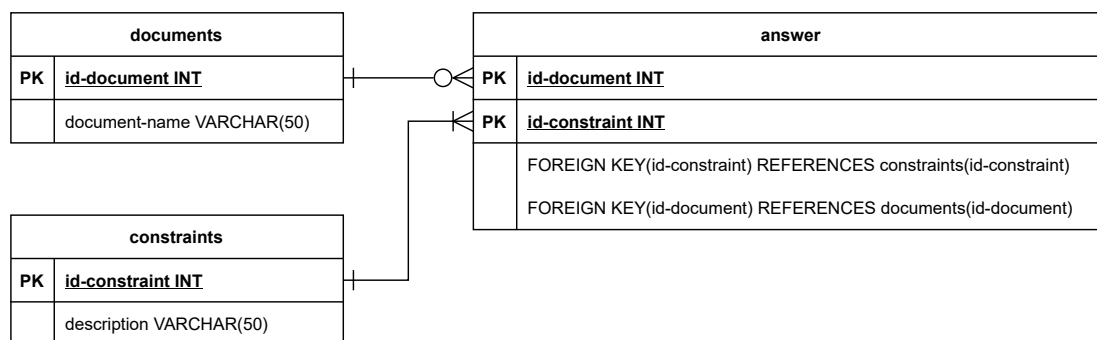 documents
PK id-document INT
document-name VARCHAR(50)
answer
PK id-document INT
PK id-constraint INT
FOREIGN KEY(id-constraint) REFERENCES constraints(id-constraint)
FOREIGN KEY(id-document) REFERENCES documents(id-document)
constraints
PK id-constraint INT
description VARCHAR(50)